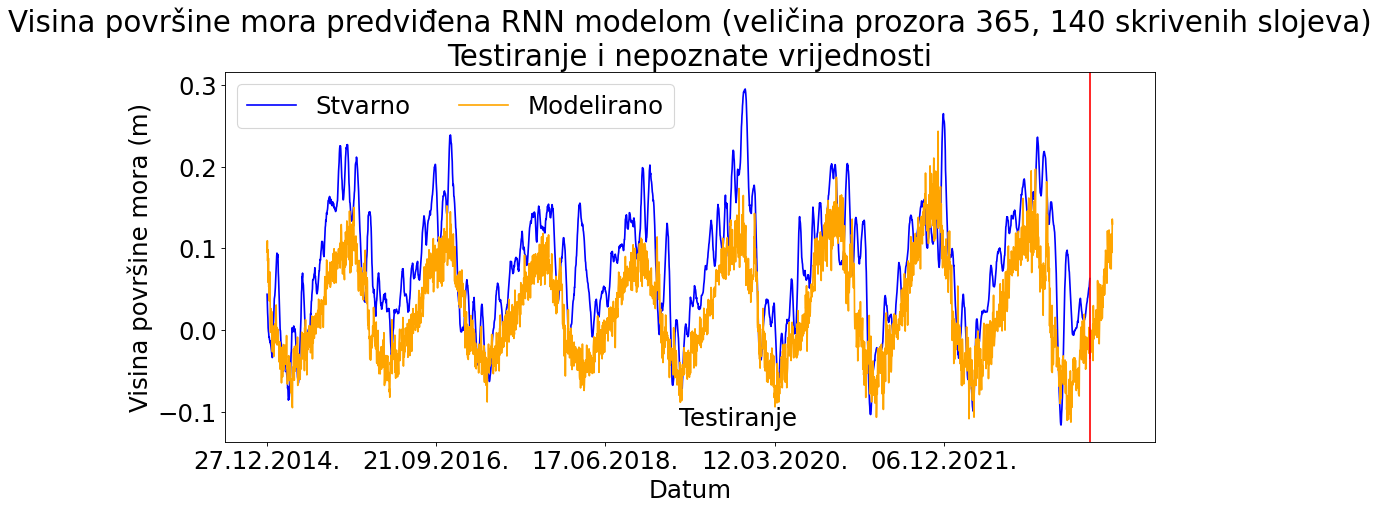 Visina površine mora predviđena RNN modelom (veličina prozora 365, 140 skrivenih slojeva)
Testiranje i nepoznate vrijednosti
Stvarno
Modelirano
Visina površine mora (m)
0.3
0.2
0.1
0.0
−0.1
Testiranje
27.12.2014.
21.09.2016.
17.06.2018.
12.03.2020.
06.12.2021.
Datum